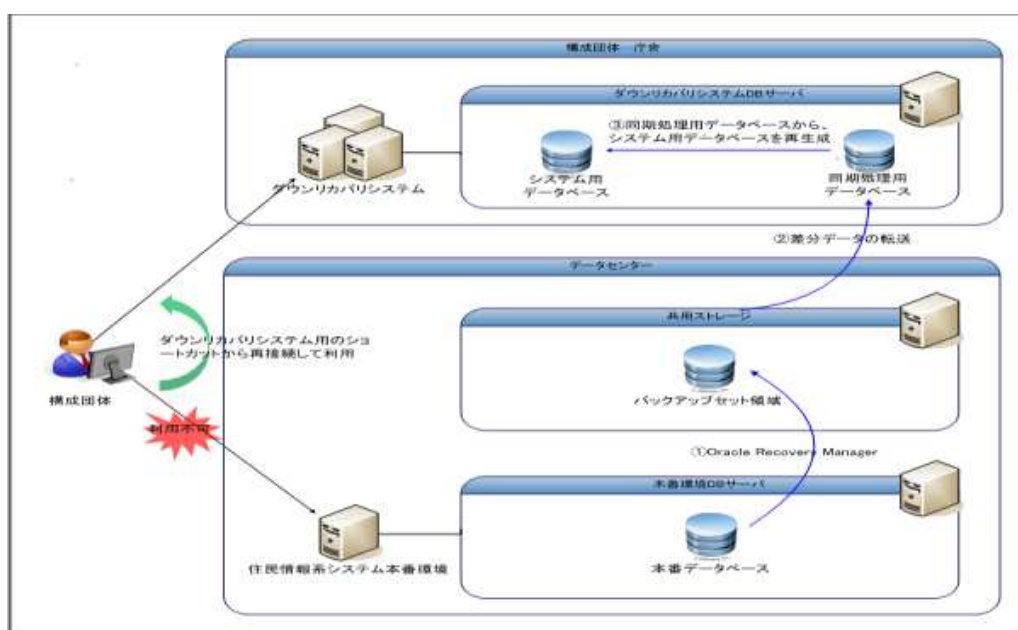 構成団体 庁舎
ダウンリカバリシステムDBサーバ
③同期処理用データベースから、
システム用データベースを再生成
ダウンリカバリシステム
システム用
データベース
同期処理用
データベース
②差分データの転送
データセンター
共用ストレージ
ダウンリカバリシステム用のショ
ートカットから再接続して利用
構成団体
バックアップセット領域
利用不可
①Oracle Recovery Manager
本番環境DBサーバ
住民情報系システム本番環境
本番データベース